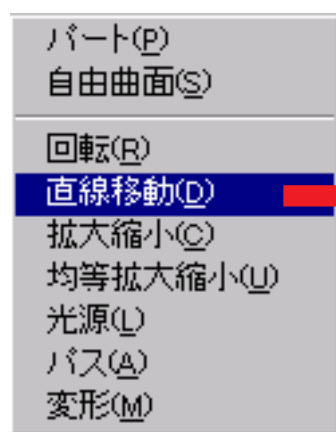 パート(P)
自由曲面(S)
回転(R)
直線移動(D)
拡大縮小(C)
均等拡大縮小(U)
光源(L)
パス(A)
変形(M)